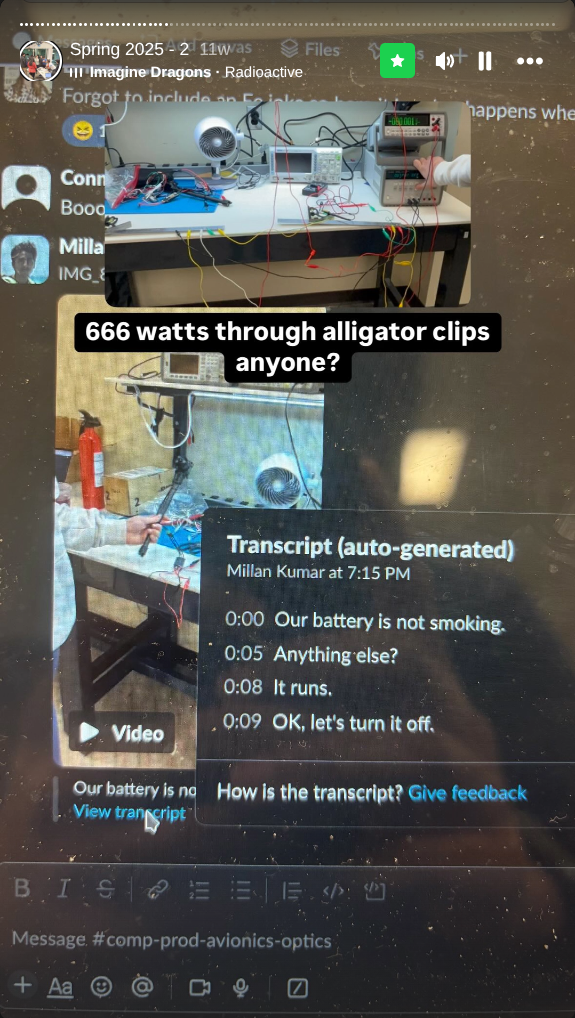 Spring 2025 - 2 11w
Imagine Dragons · Radioactive
Files
Forgot to include an
happens whe
Conn
Booo
Milla
IMG_8
666 watts through alligator clips
anyone?
Transcript (auto-generated)
Millan Kumar at 7:15 PM
0:00 Our battery is not smoking.
0:05 Anything else?
0:08 It runs.
0:09 OK, let's turn it off.
Video
How is the transcript? Give feedback
Our battery is no
View transcript
B I S
Message #comp-prod-avionics-optics
+ Aa @